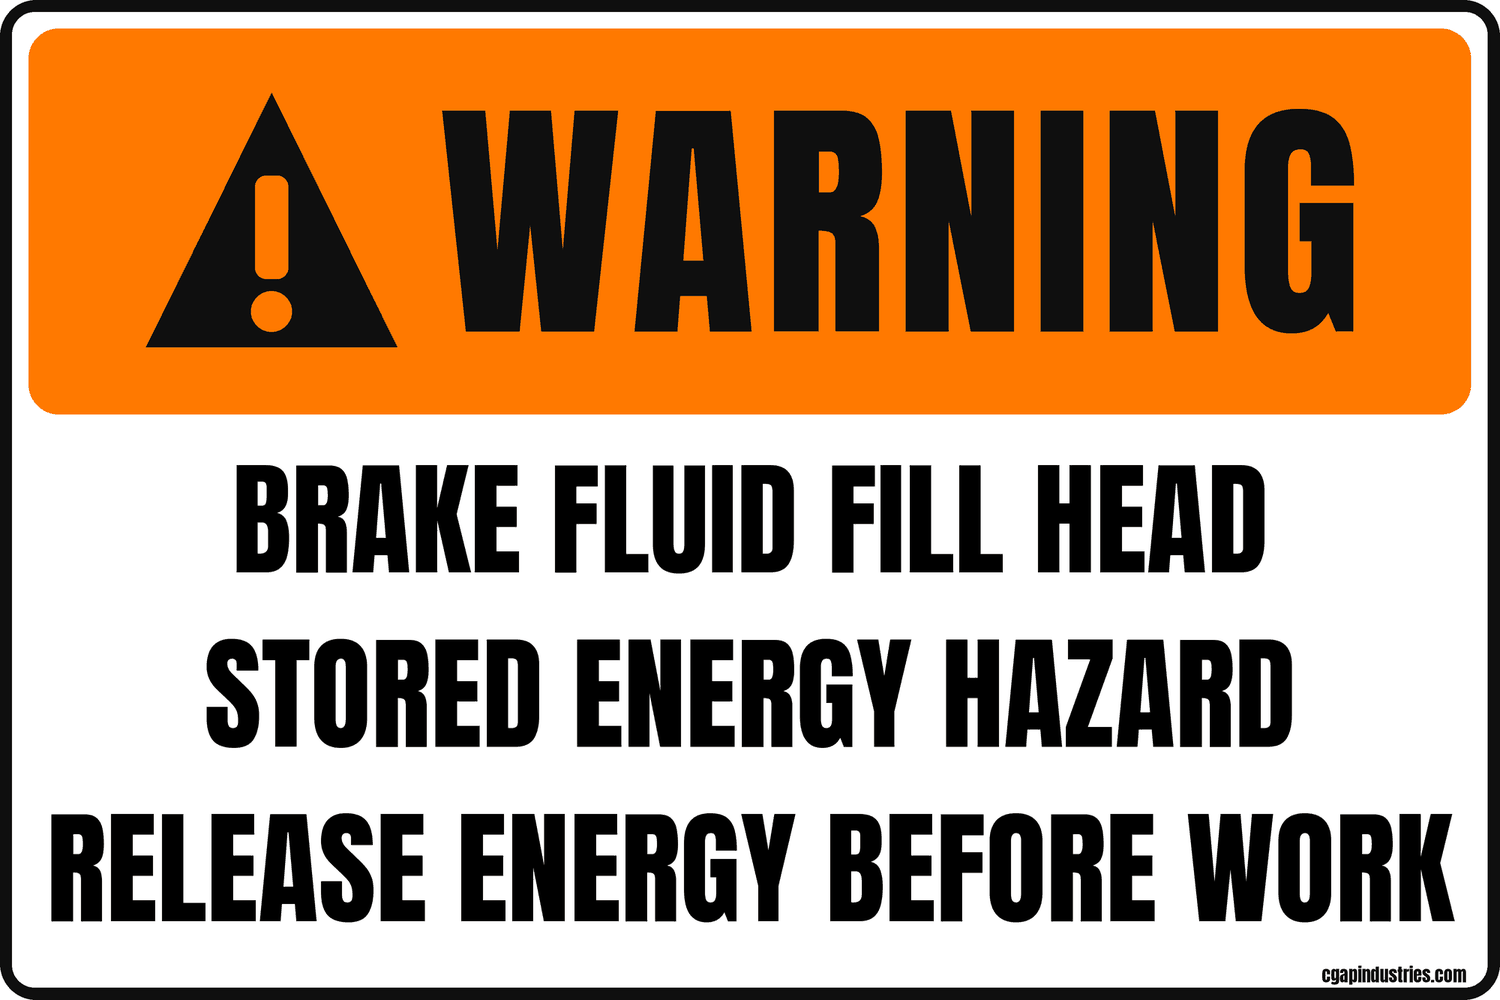 WARNING
BRAKE FLUID FILL HEAD
STORED ENERGY HAZARD
RELEASE ENERGY BEFORE WORK
cgapindustries.com